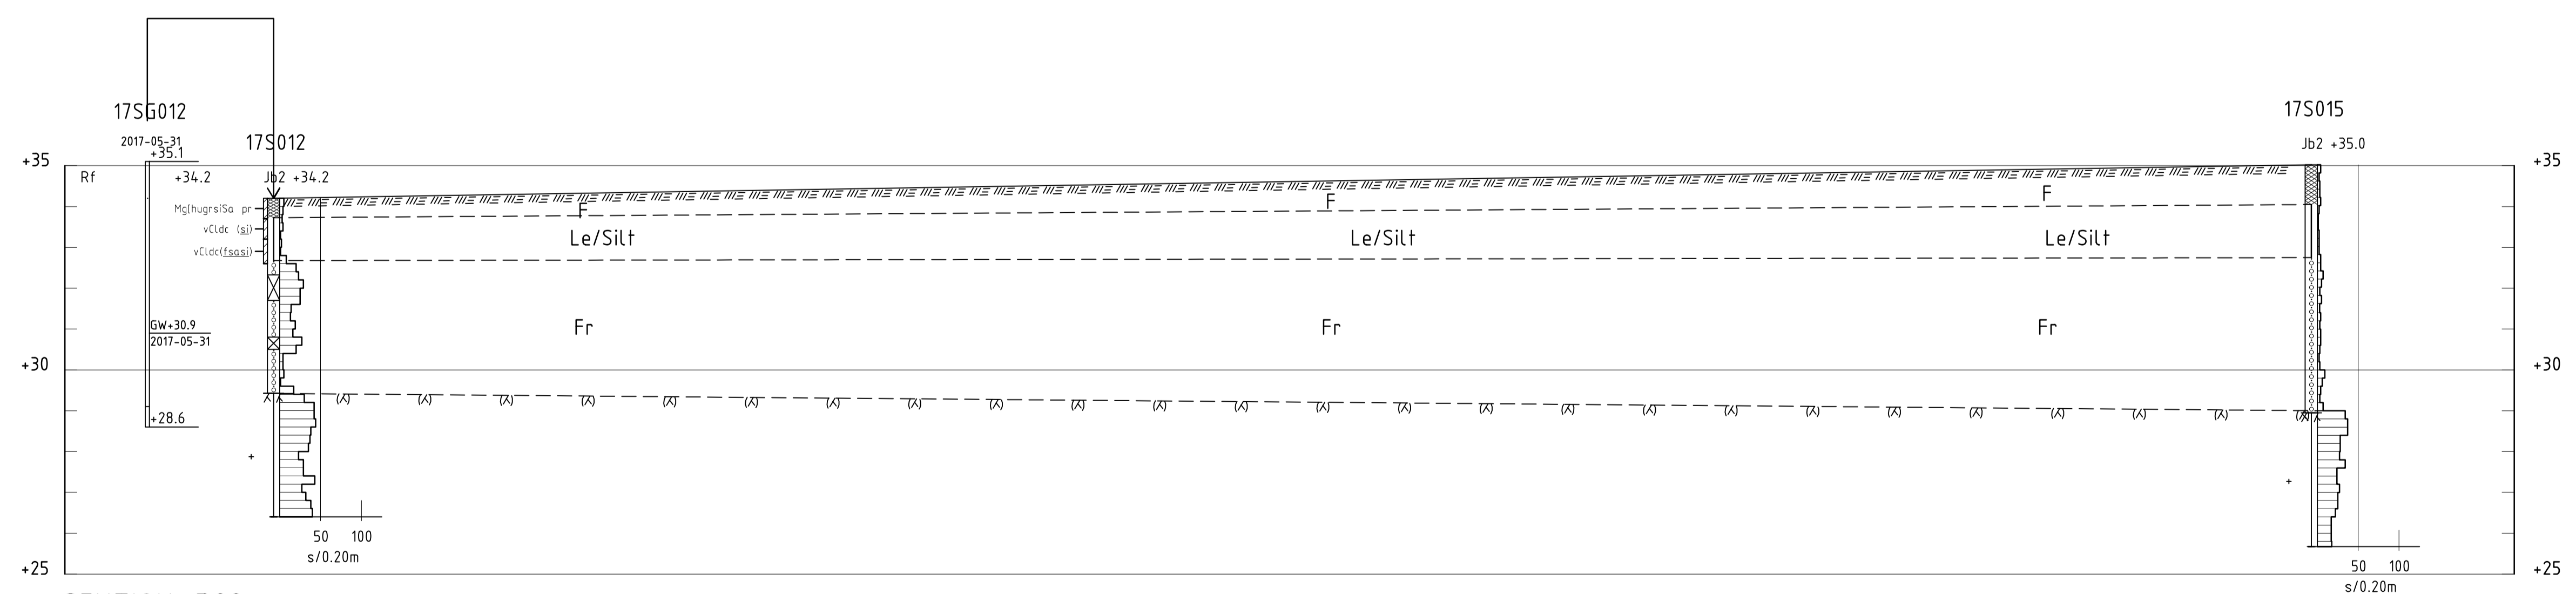 17SG012
17S015
2017-05-31
17S012
Jb2 +35.0
+35.1
+35
+35
Rf
+34.2
Jb2 +34.2
F
F
F
Mg[hugrsiSa pr
vCldc (si)
vCldc(fsasi)
Le/Silt
Le/Silt
Le/Silt
GW+30.9
2017-05-31
Fr
Fr
Fr
+30
+30
+28.6
50 100
s/0.20m
50 100
s/0.20m
+25
+25